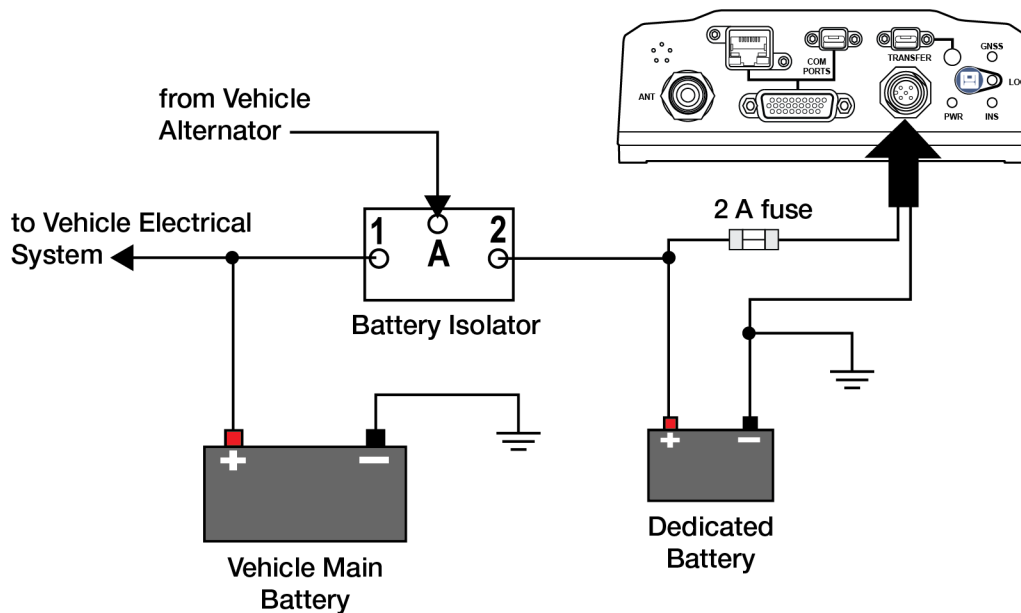 GNSS
TRANSFER
COM
PORTS
ANT
PWR
INS
from Vehicle
Alternator
to Vehicle Electrical
System
1
A
2
2 A fuse
Battery Isolator
+
−
+
−
Vehicle Main
Battery
Dedicated
Battery